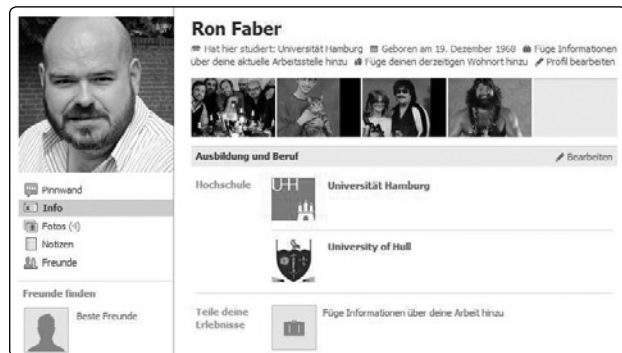 Ron Faber
Hat hier studiert: Universität Hamburg Geboren am 19. Dezember 1968 Füge Informationen
über deine aktuelle Arbeitsstelle hinzu Füge deinen derzeitigen Wohnort hinzu Profil bearbeiten
Ausbildung und Beruf Bearbeiten
Hochschule
UHH
Universität Hamburg
University of Hull
Teile deine
Erlebnisse
Füge Informationen über deine Arbeit hinzu
Pinnwand
Info
Fotos (4)
Notizen
Freunde
Freunde finden
Beste Freunde